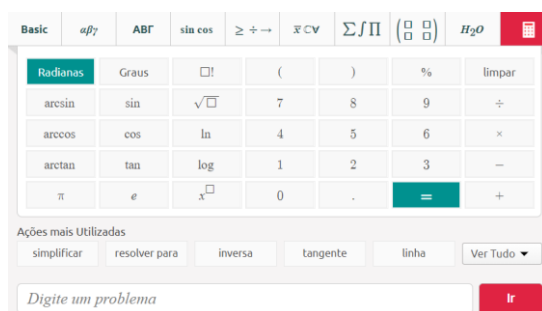 Basic αβγ ΑΒΓ sin cos ≥ ÷ → x̅ ℂ ∀ ∑ ∫ ∏ (□ □ □ □) H₂O
Radianas Graus □! ( ) % limpar
arcsin sin √□ 7 8 9 ÷
arccos cos ln 4 5 6 ×
arctan tan log 1 2 3 −
π e x^□ 0 . = +
Ações mais Utilizadas
simplificar resolver para inversa tangente linha Ver Tudo ▼
Digite um problema Ir